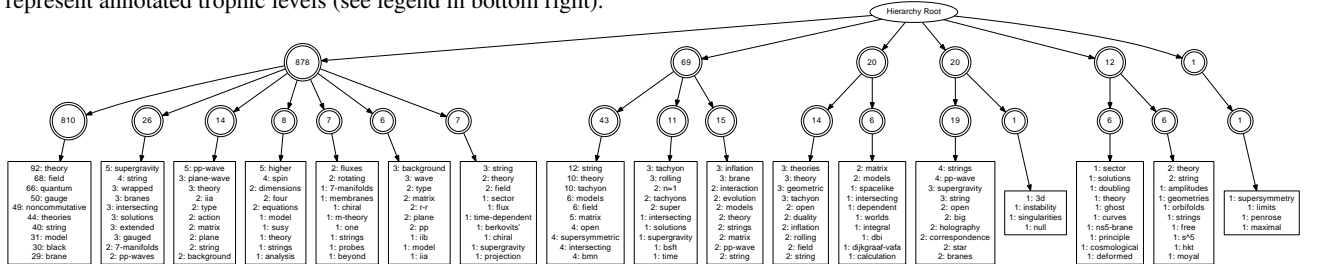 represent annotated trophic levels (see legend in bottom right).
Hierarchy Root
878
69
20
20
12
1
810
26
14
8
7
6
7
43
11
15
14
6
19
1
6
6
1
92: theory
68: field
66: quantum
50: gauge
49: noncommutative
44: theories
40: string
31: model
30: black
29: brane
5: supergravity
4: string
3: wrapped
3: branes
3: intersecting
3: solutions
3: extended
3: gauged
2: 7-manifolds
2: pp-waves
5: pp-wave
3: plane-wave
3: theory
2: iia
2: type
2: action
2: matrix
2: plane
2: string
2: background
5: higher
4: spin
2: dimensions
2: four
2: equations
1: model
1: susy
1: theory
1: strings
1: analysis
2: fluxes
2: rotating
1: 7-manifolds
1: membranes
1: chiral
1: m-theory
1: one
1: strings
1: probes
1: beyond
3: background
3: wave
2: type
2: matrix
2: r-r
2: plane
2: pp
1: iib
1: model
1: iia
3: string
2: theory
2: field
1: sector
1: flux
1: time-dependent
1: berkovits'
1: chiral
1: supergravity
1: projection
12: string
10: theory
10: tachyon
6: models
6: field
5: matrix
4: open
4: supersymmetric
4: intersecting
4: bmn
3: tachyon
3: rolling
2: n=1
2: tachyons
2: super
1: intersecting
1: solutions
1: supergravity
1: bsft
1: time
3: inflation
3: brane
2: interaction
2: evolution
2: models
2: theory
2: strings
2: matrix
2: pp-wave
2: string
3: theories
3: theory
3: geometric
3: tachyon
2: open
2: duality
2: inflation
2: rolling
2: field
2: string
2: matrix
2: models
1: spacelike
1: intersecting
1: dependent
1: worlds
1: integral
1: dbi
1: dijkgraaf-vafa
1: calculation
4: strings
4: pp-wave
3: supergravity
3: string
2: open
2: big
2: holography
2: correspondence
2: star
2: branes
1: 3d
1: instability
1: singularities
1: null
1: sector
1: solutions
1: doubling
1: theory
1: ghost
1: curves
1: ns5-brane
1: principle
1: cosmological
1: deformed
2: theory
2: string
1: amplitudes
1: geometries
1: orbifolds
1: strings
1: free
1: s^5
1: hkt
1: moyal
1: supersymmetry
1: limits
1: penrose
1: maximal